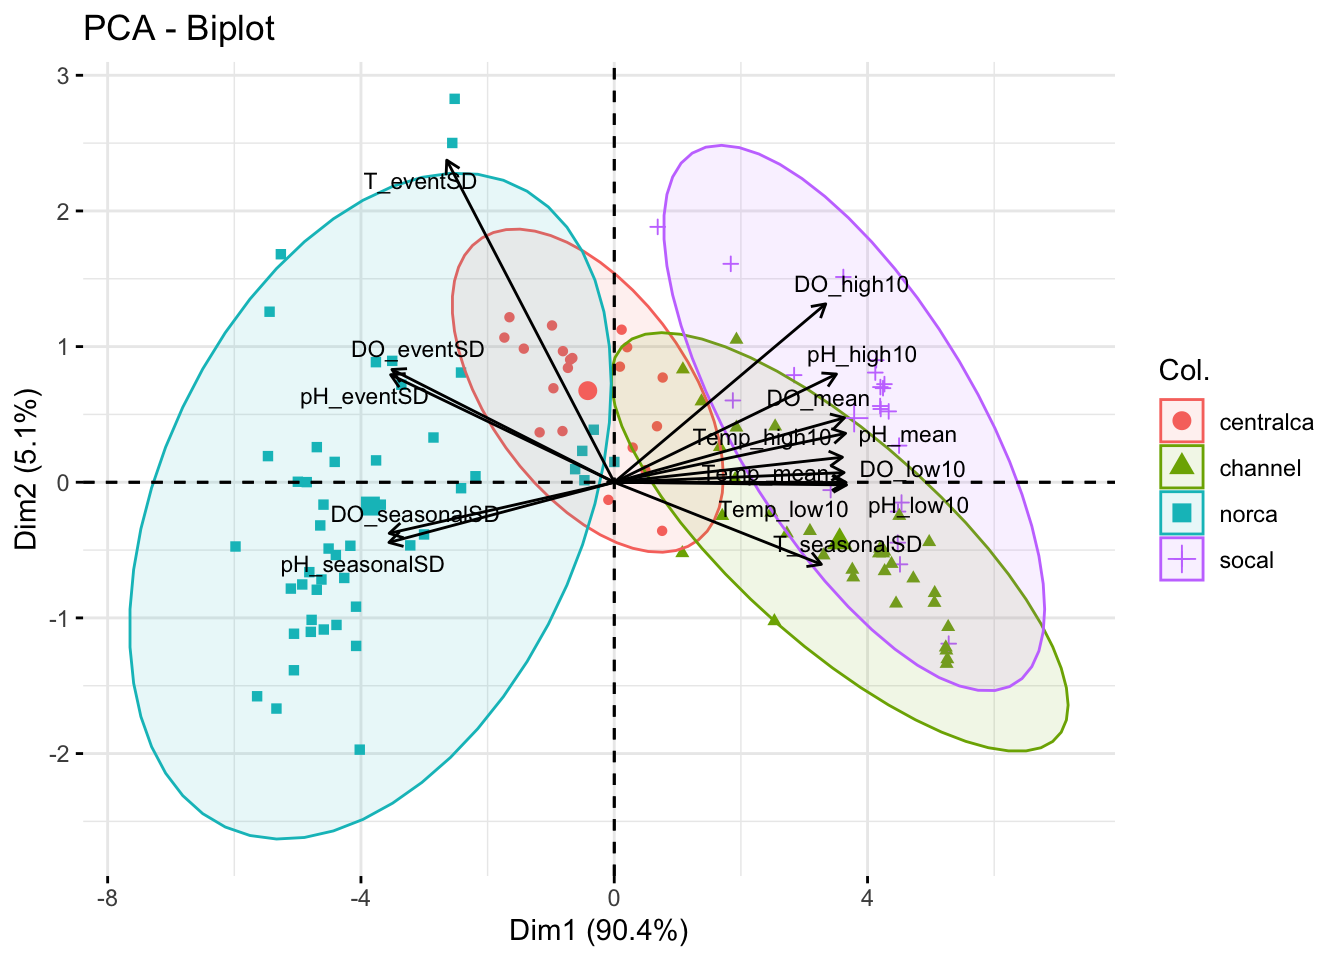 PCA - Biplot
3
2
1
0
-1
-2
-8
-4
0
4
Dim1 (90.4%)
Dim2 (5.1%)
T_eventSD
DO_high10
DO_eventSD
pH_high10
pH_eventSD
DO_mean
Temp_high10
pH_mean
Temp_mean
DO_low10
DO_seasonalSD
Temp_low10
pH_low10
T_seasonalSD
pH_seasonalSD
Col.
centralca
channel
norca
socal